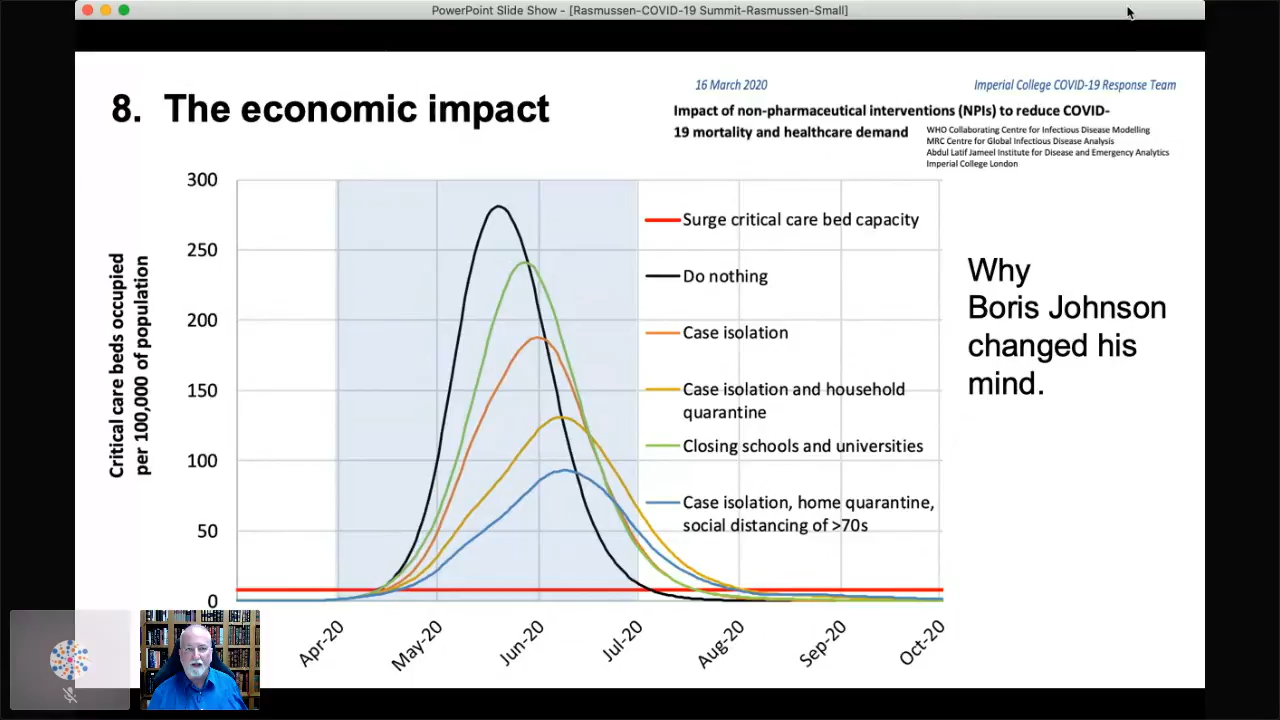 PowerPoint Slide Show - [Rasmussen-COVID-19 Summit-Rasmussen-Small]
16 March 2020
Imperial College COVID-19 Response Team
8. The economic impact
Impact of non-pharmaceutical interventions (NPIs) to reduce COVID-
19 mortality and healthcare demand
WHO Collaborating Centre for Infectious Disease Modelling
MRC Centre for Global Infectious Disease Analysis
Abdul Latif Jameel Institute for Disease and Emergency Analytics
Imperial College London
Critical care beds occupied
per 100,000 of population
300
250
200
150
100
50
0
Surge critical care bed capacity
Do nothing
Case isolation
Case isolation and household
quarantine
Closing schools and universities
Case isolation, home quarantine,
social distancing of >70s
Why
Boris Johnson
changed his
mind.
Apr-20
May-20
Jun-20
Jul-20
Aug-20
Sep-20
Oct-20